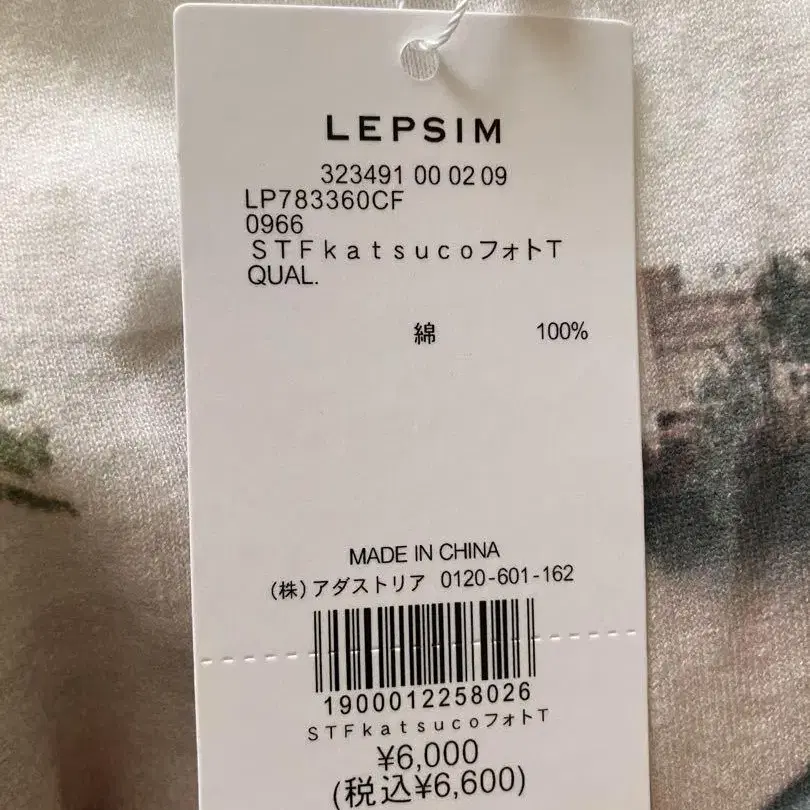 LEPSIM
323491 00 02 09
LP783360CF
0966
ＳＴＦｋａｔｓｕｃｏフォトＴ
QUAL.
綿 100%
MADE IN CHINA
(株)アダストリア 0120-601-162
1900012258026
ＳＴＦｋａｔｓｕｃｏフォトＴ
¥6,000
(税込¥6,600)